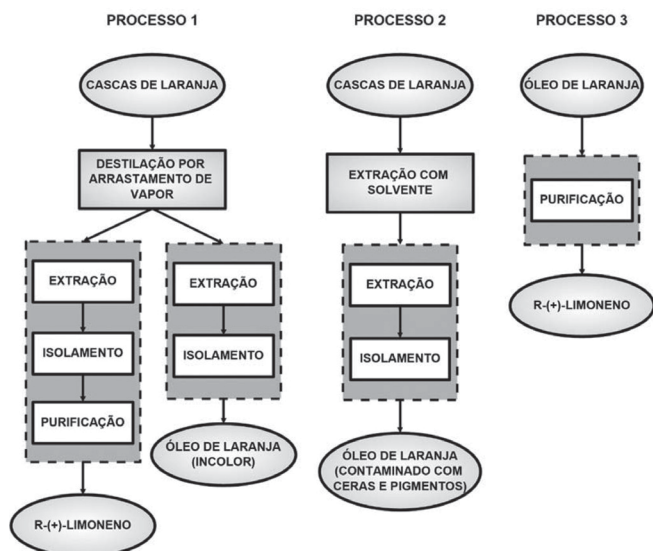 PROCESSO 1
CASCAS DE LARANJA
DESTILAÇÃO POR
ARRASTAMENTO DE
VAPOR
EXTRAÇÃO
ISOLAMENTO
PURIFICAÇÃO
R-(+)-LIMONENO
EXTRAÇÃO
ISOLAMENTO
ÓLEO DE LARANJA
(INCOLOR)
PROCESSO 2
CASCAS DE LARANJA
EXTRAÇÃO COM
SOLVENTE
EXTRAÇÃO
ISOLAMENTO
ÓLEO DE LARANJA
(CONTAMINADO COM
CERAS E PIGMENTOS)
PROCESSO 3
ÓLEO DE LARANJA
PURIFICAÇÃO
R-(+)-LIMONENO